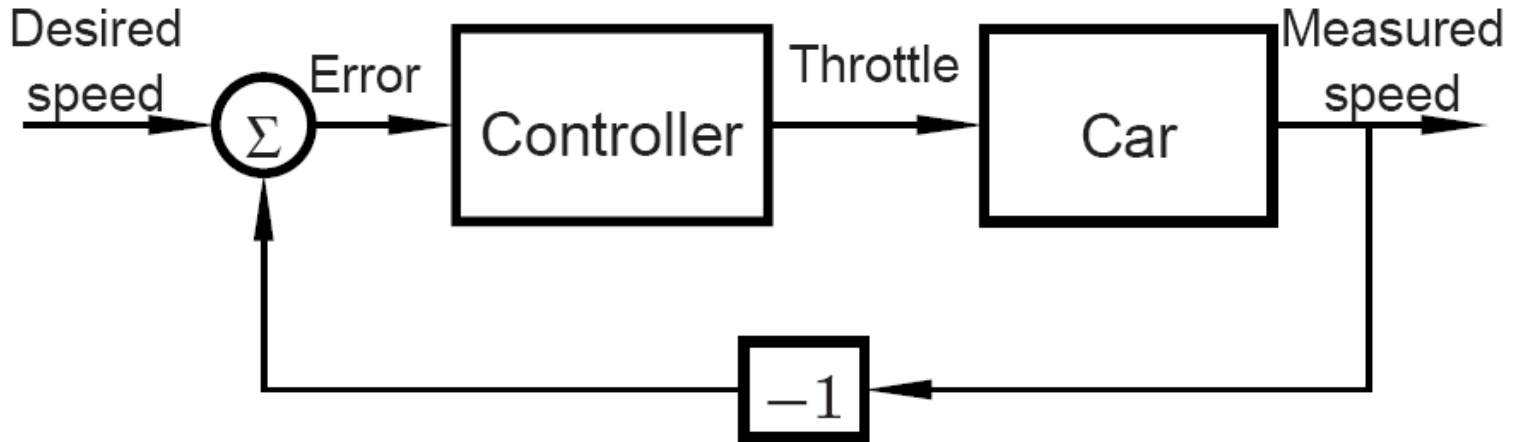 Desired
speed
Σ
Error
Controller
Throttle
Car
Measured
speed
−1